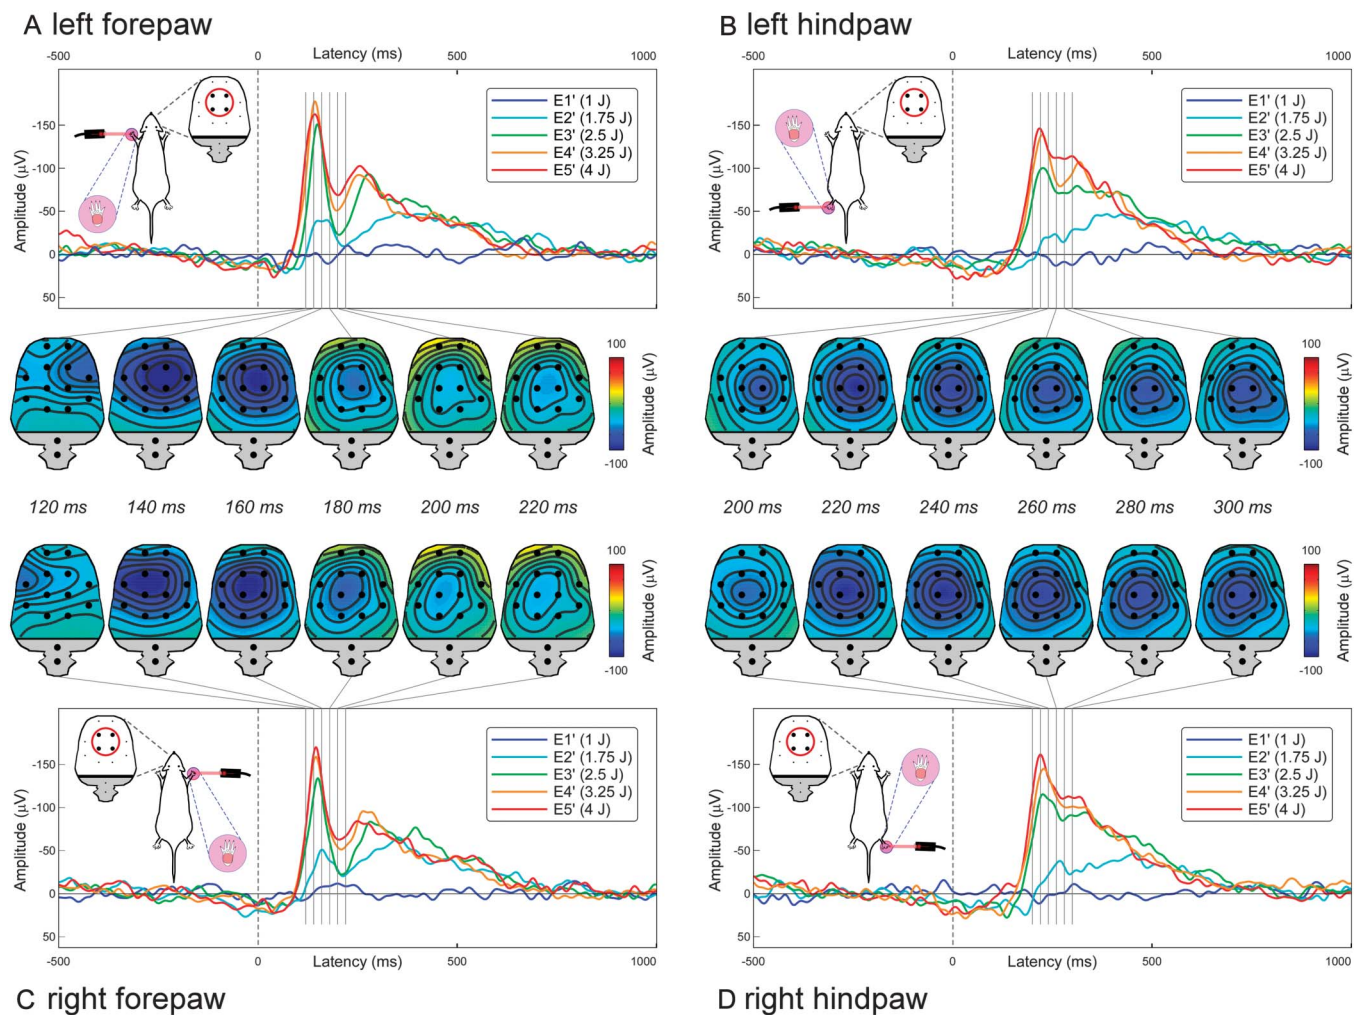 A left forepaw
-500 0 Latency (ms) 500 1000
Amplitude (µV)
-150
-100
-50
0
50
E1' (1 J)
E2' (1.75 J)
E3' (2.5 J)
E4' (3.25 J)
E5' (4 J)
B left hindpaw
-500 0 Latency (ms) 500 1000
Amplitude (µV)
-150
-100
-50
0
50
E1' (1 J)
E2' (1.75 J)
E3' (2.5 J)
E4' (3.25 J)
E5' (4 J)
100
-100
Amplitude (µV)
100
-100
Amplitude (µV)
120 ms 140 ms 160 ms 180 ms 200 ms 220 ms
200 ms 220 ms 240 ms 260 ms 280 ms 300 ms
100
-100
Amplitude (µV)
100
-100
Amplitude (µV)
Amplitude (µV)
-150
-100
-50
0
50
E1' (1 J)
E2' (1.75 J)
E3' (2.5 J)
E4' (3.25 J)
E5' (4 J)
-500 0 Latency (ms) 500 1000
C right forepaw
Amplitude (µV)
-150
-100
-50
0
50
E1' (1 J)
E2' (1.75 J)
E3' (2.5 J)
E4' (3.25 J)
E5' (4 J)
-500 0 Latency (ms) 500 1000
D right hindpaw